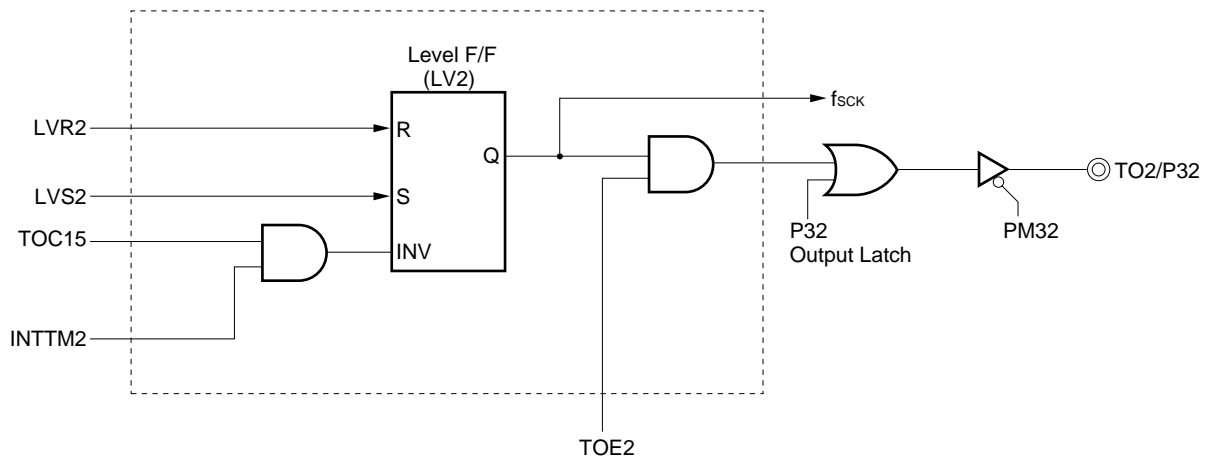 Level F/F
(LV2)
fSCK
LVR2
R
Q
TO2/P32
LVS2
S
TOC15
P32
Output Latch
PM32
INV
INTTM2
TOE2